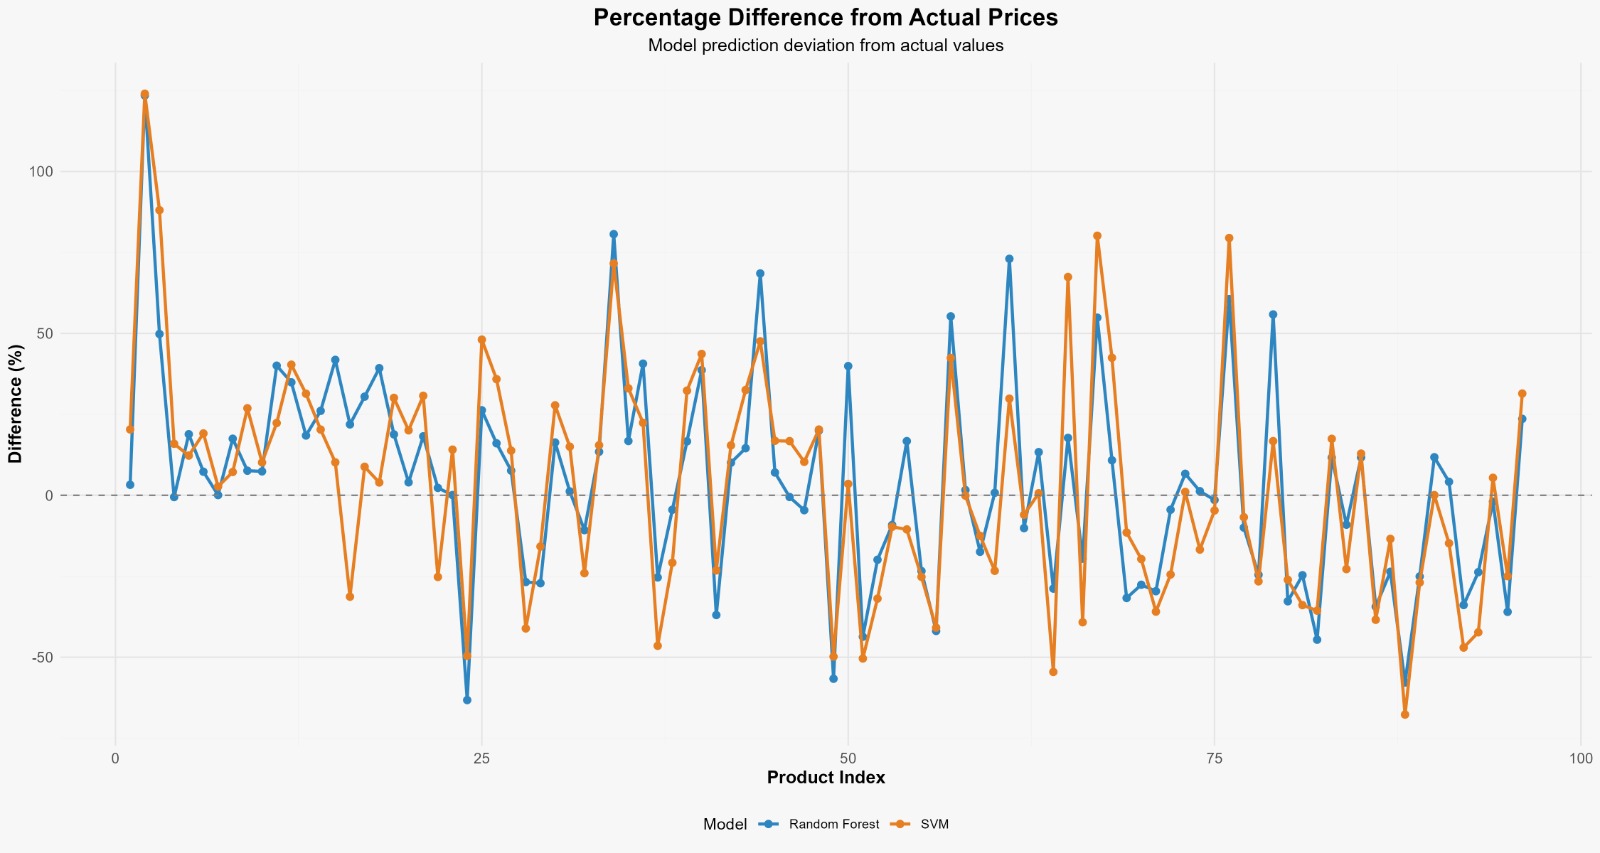 Percentage Difference from Actual Prices
Model prediction deviation from actual values
Difference (%)
100
50
0
-50
0 25 50 75 100
Product Index
Model Random Forest SVM